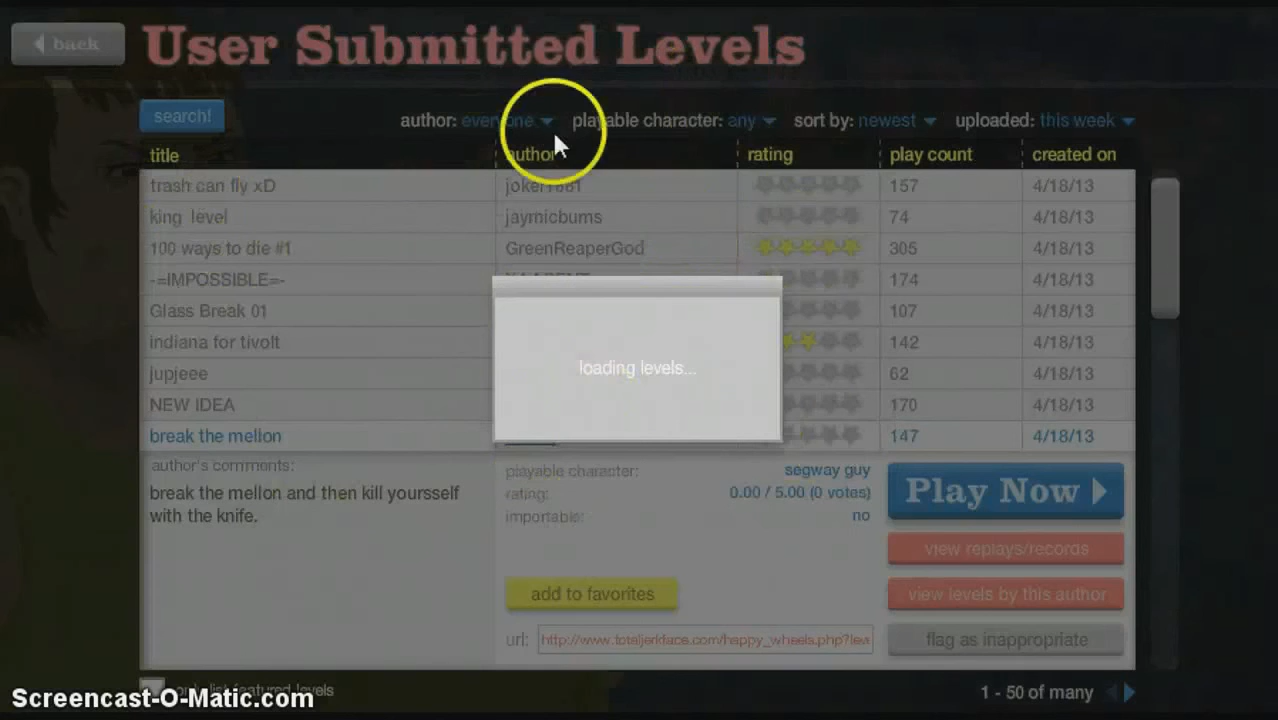 back
User Submitted Levels
search!
author: everyone playable character: any sort by: newest uploaded: this week
title author rating play count created on
trash can fly xD joker1661 157 4/18/13
king level jaymicbums 74 4/18/13
100 ways to die #1 GreenReaperGod 305 4/18/13
-=IMPOSSIBLE=- 174 4/18/13
Glass Break 01 107 4/18/13
indiana for tivolt 142 4/18/13
jupjeee 62 4/18/13
NEW IDEA 170 4/18/13
break the mellon 147 4/18/13
loading levels...
author's comments:
break the mellon and then kill yoursself
with the knife.
playable character: segway guy
rating: 0.00 / 5.00 (0 votes)
importable: no
add to favorites
url: http://www.totaljerkface.com/happy_wheels.php?leve
Play Now
view replays/records
view levels by this author
flag as inappropriate
only list featured levels
1 - 50 of many
Screencast-O-Matic.com